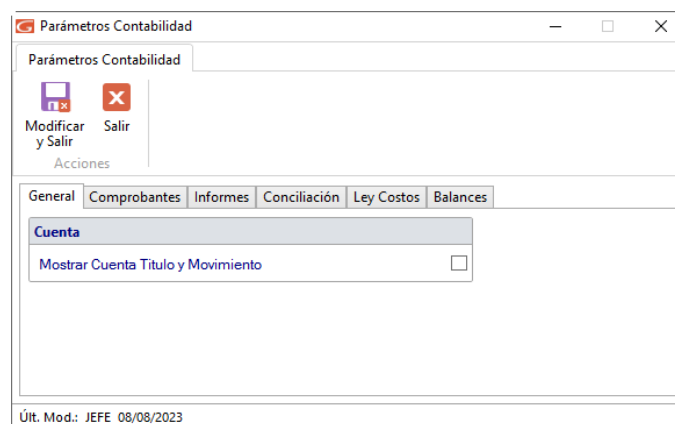 Parámetros Contabilidad
Parámetros Contabilidad
Modificar y Salir
Salir
Acciones
General Comprobantes Informes Conciliación Ley Costos Balances
Cuenta
Mostrar Cuenta Titulo y Movimiento
Últ. Mod.: JEFE 08/08/2023